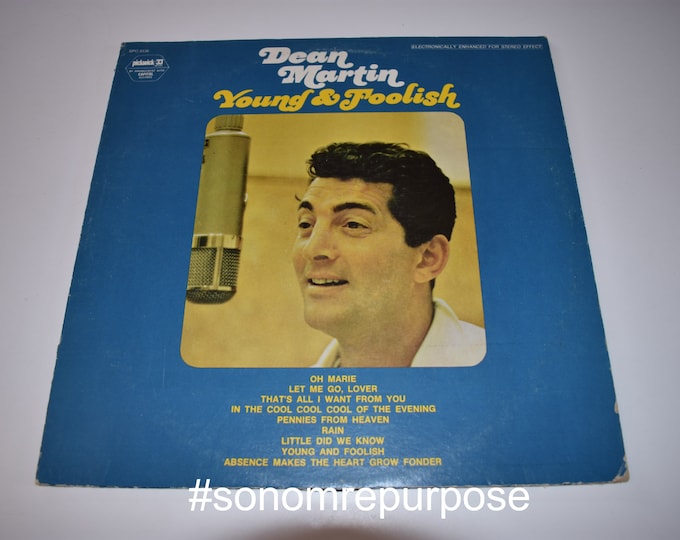 ELECTRONICALLY ENHANCED FOR STEREO EFFECT
pickwick 33
CAPITOL
Dean
Martin
Young & Foolish
OH MARIE
LET ME GO, LOVER
THAT'S ALL I WANT FROM YOU
IN THE COOL COOL COOL OF THE EVENING
PENNIES FROM HEAVEN
RAIN
LITTLE DID WE KNOW
YOUNG AND FOOLISH
ABSENCE MAKES THE HEART GROW FONDER
#sonomrepurpose